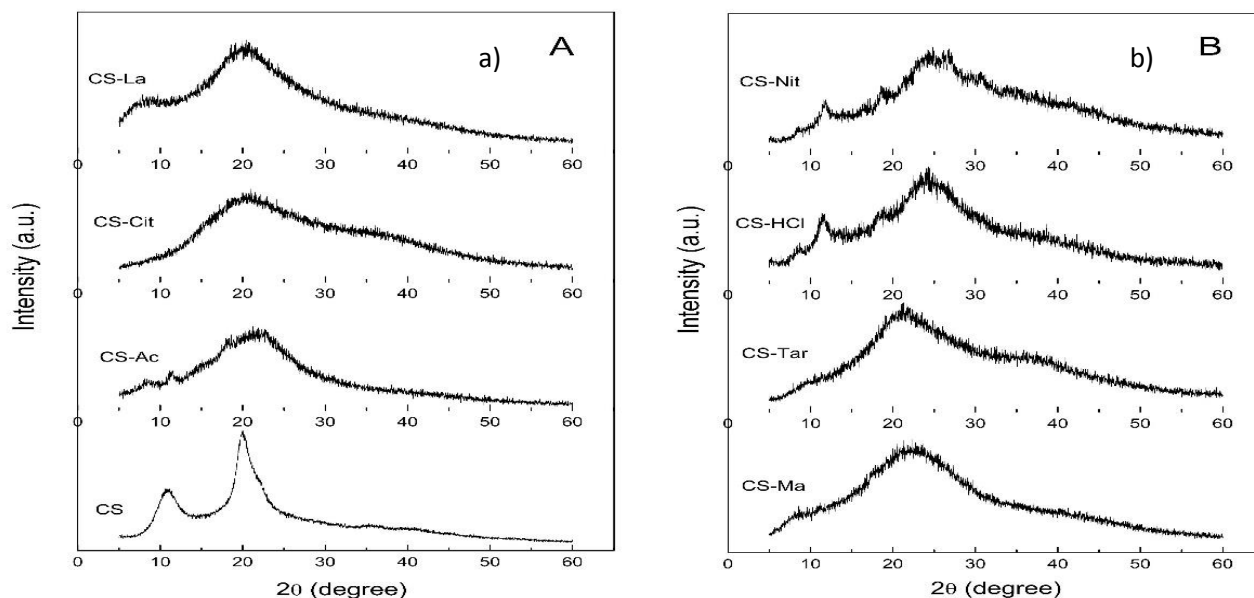 a)
A
CS-La
0 10 20 30 40 50 60
CS-Cit
0 10 20 30 40 50 60
CS-Ac
0 10 20 30 40 50 60
CS
0 10 20 30 40 50 60
2θ (degree)
Intensity (a.u.)
b)
B
CS-Nit
0 10 20 30 40 50 60
CS-HCl
0 10 20 30 40 50 60
CS-Tar
0 10 20 30 40 50 60
CS-Ma
0 10 20 30 40 50 60
2θ (degree)
Intensity (a.u.)